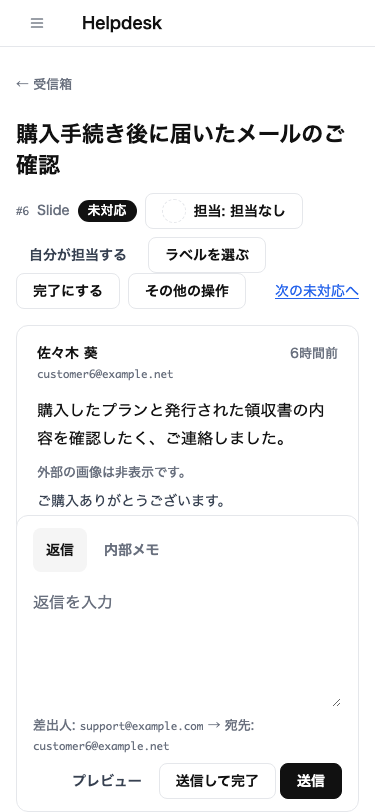 Helpdesk
← 受信箱
購入手続き後に届いたメールのご
確認
#6 Slide 未対応 担当: 担当なし
自分が担当する ラベルを選ぶ
完了にする その他の操作 次の未対応へ
佐々木 葵 6時間前
customer6@example.net
購入したプランと発行された領収書の内
容を確認したく、ご連絡しました。
外部の画像は非表示です。
ご購入ありがとうございます。
返信 内部メモ
返信を入力
差出人: support@example.com → 宛先:
customer6@example.net
プレビュー 送信して完了 送信